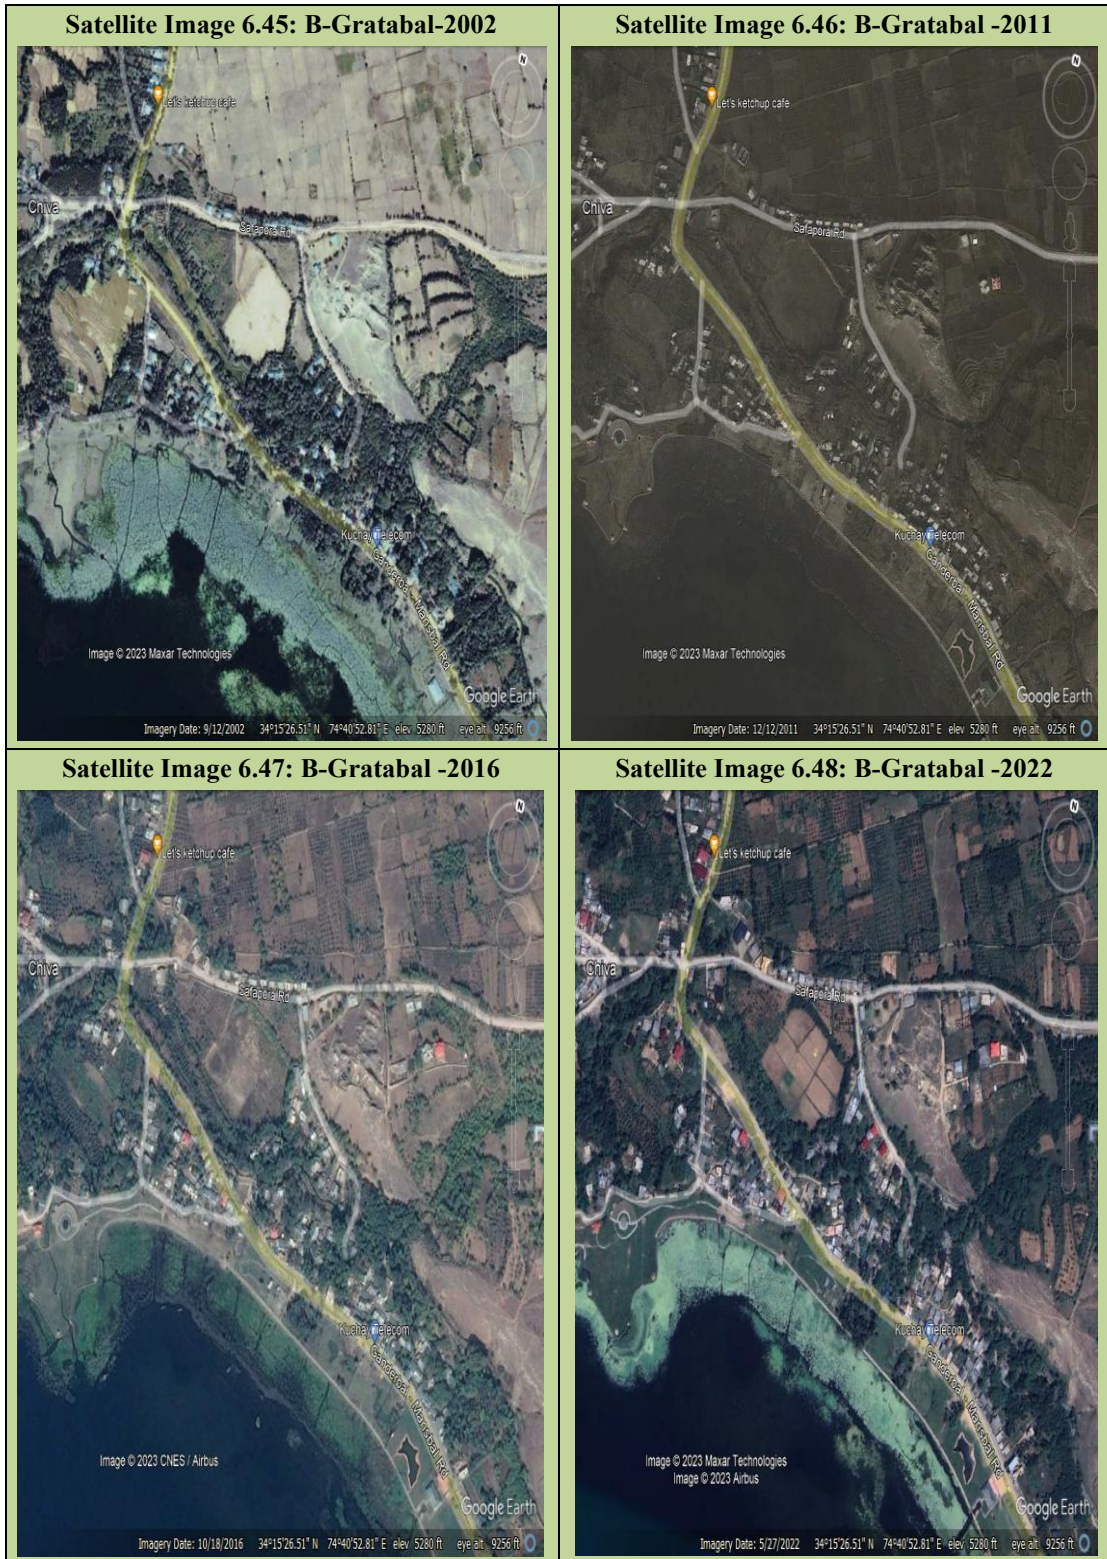 Satellite Image 6.45: B-Gratabal-2002
N
Let's ketchup cafe
Chiva
Safapora Rd
Kuchay Telecom
Ganderbal - Mansbal Rd
Image © 2023 Maxar Technologies
Google Earth
Imagery Date: 9/12/2002 34°15'26.51" N 74°40'52.81" E elev 5280 ft eye alt 9256 ft
Satellite Image 6.46: B-Gratabal -2011
N
Let's ketchup cafe
Chiva
Safapora Rd
Kuchay Telecom
Ganderbal - Mansbal Rd
Image © 2023 Maxar Technologies
Google Earth
Imagery Date: 12/12/2011 34°15'26.51" N 74°40'52.81" E elev 5280 ft eye alt 9256 ft
Satellite Image 6.47: B-Gratabal -2016
N
Let's ketchup cafe
Chiva
Safapora Rd
Kuchay Telecom
Ganderbal - Mansbal Rd
Image © 2023 CNES / Airbus
Google Earth
Imagery Date: 10/18/2016 34°15'26.51" N 74°40'52.81" E elev 5280 ft eye alt 9256 ft
Satellite Image 6.48: B-Gratabal -2022
N
Let's ketchup cafe
Chiva
Safapora Rd
Kuchay Telecom
Ganderbal - Mansbal Rd
Image © 2023 Maxar Technologies
Image © 2023 Airbus
Google Earth
Imagery Date: 5/27/2022 34°15'26.51" N 74°40'52.81" E elev 5280 ft eye alt 9256 ft